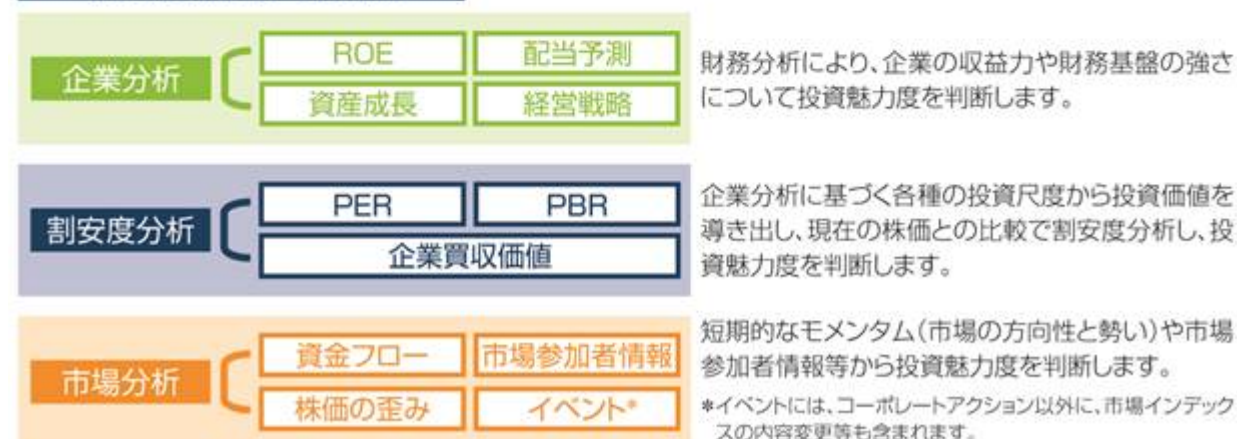 企業分析
ROE
配当予測
資産成長
経営戦略
財務分析により、企業の収益力や財務基盤の強さ
について投資魅力度を判断します。
割安度分析
PER
PBR
企業買収価値
企業分析に基づく各種の投資尺度から投資価値を
導き出し、現在の株価との比較で割安度分析し、投
資魅力度を判断します。
市場分析
資金フロー
市場参加者情報
株価の歪み
イベント*
短期的なモメンタム(市場の方向性と勢い)や市場
参加者情報等から投資魅力度を判断します。
*イベントには、コーポレートアクション以外に、市場インデック
スの内容変更等も含まれます。